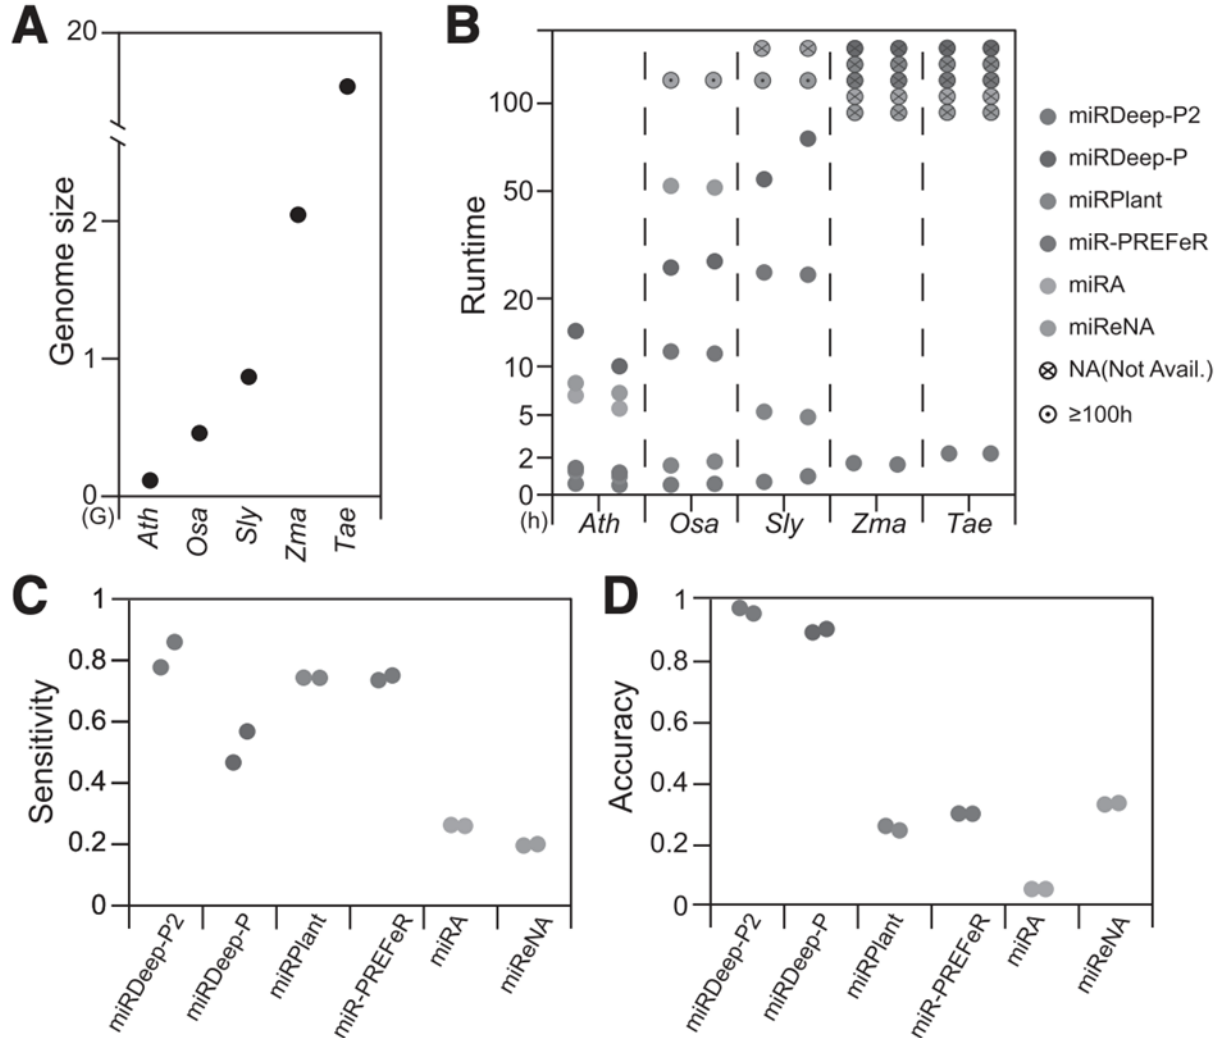 A
20
Genome size
2
1
0
(G)
Ath
Osa
Sly
Zma
Tae
B
Runtime
100
50
20
10
5
2
0
(h)
Ath
Osa
Sly
Zma
Tae
miRDeep-P2
miRDeep-P
miRPlant
miR-PREFeR
miRA
miReNA
NA(Not Avail.)
≥100h
C
Sensitivity
1
0.8
0.6
0.4
0.2
0
miRDeep-P2
miRDeep-P
miRPlant
miR-PREFeR
miRA
miReNA
D
Accuracy
1
0.8
0.6
0.4
0.2
0
miRDeep-P2
miRDeep-P
miRPlant
miR-PREFeR
miRA
miReNA